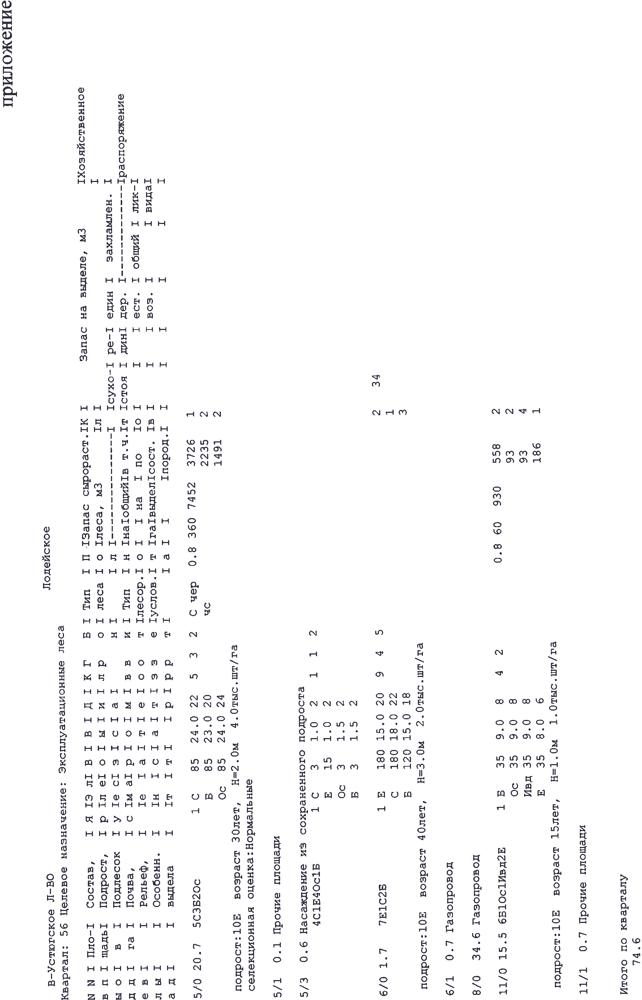 приложение
В-Устюгское Л-ВО Лодейское
Квартал: 56 Целевое назначение: Эксплуатационные леса
N N I Пло-I Состав, I Я IЭ лI В I В I Д I К Г В I Тип I П IЗапас сырораст.IК I Запас на выделе, м3 IХозяйственное
в п I щадьI Подрост, I р Iл еI о I ы I и I л р о I леса I о Iлеса, м3 Iл I I
ы о I в I Подлесок I у Iе сI з I с I а I н I I л I------------I Iсухо-I ре-I един I захламлен. I
д д I га I Почва, I с Iм аI р I о I м I в в и I Тип I н IнаIобщийIв т.ч.Iт Iстоя I динI дер. I-------------Iраспоряжение
е в I I Рельеф, I Iе I а I т I е I о о т Iлесор.I о I I на I по Iо I I I ест. I общий I лик-I
л ы I I Особенн. I Iн I с I а I т I з з е Iуслов.I т IгаIвыделIсост. Iв I I I воз. I I видаI
а д I I выдела I Iт I I т I I р I р р т I I а I I Iпород.I I I I I I I
5/0 20.7 5С3Б2Ос 1 С 85 24.0 22 5 3 2 С чер 0.8 360 7452 3726 1
Б 85 23.0 20 чс 2235 2
Ос 85 24.0 24 1491 2
подрост:10Е возраст 30лет, Н=2.0м 4.0тыс.шт/га
селекционная оценка:Нормальные
5/1 0.1 Прочие площади
5/3 0.6 Насаждение из сохраненного подроста
4С1Е4Ос1Б 1 С 3 1.0 2 1 1 2
Е 15 1.0 2
Ос 3 1.5 2
Б 3 1.5 2
6/0 1.7 7Е1С2Б 1 Е 180 15.0 20 9 4 5 2 34
С 180 18.0 22 1
Б 120 15.0 18 3
подрост:10Е возраст 40лет, Н=3.0м 2.0тыс.шт/га
6/1 0.7 Газопровод
8/0 34.6 Газопровод
11/0 15.5 6Б1Ос1Ивд2Е 1 Б 35 9.0 8 4 2 0.8 60 930 558 2
Ос 35 9.0 8 93 2
Ивд 35 9.0 8 93 4
Е 35 8.0 6 186 1
подрост:10Е возраст 15лет, Н=1.0м 1.0тыс.шт/га
11/1 0.7 Прочие площади
Итого по кварталу
74.6